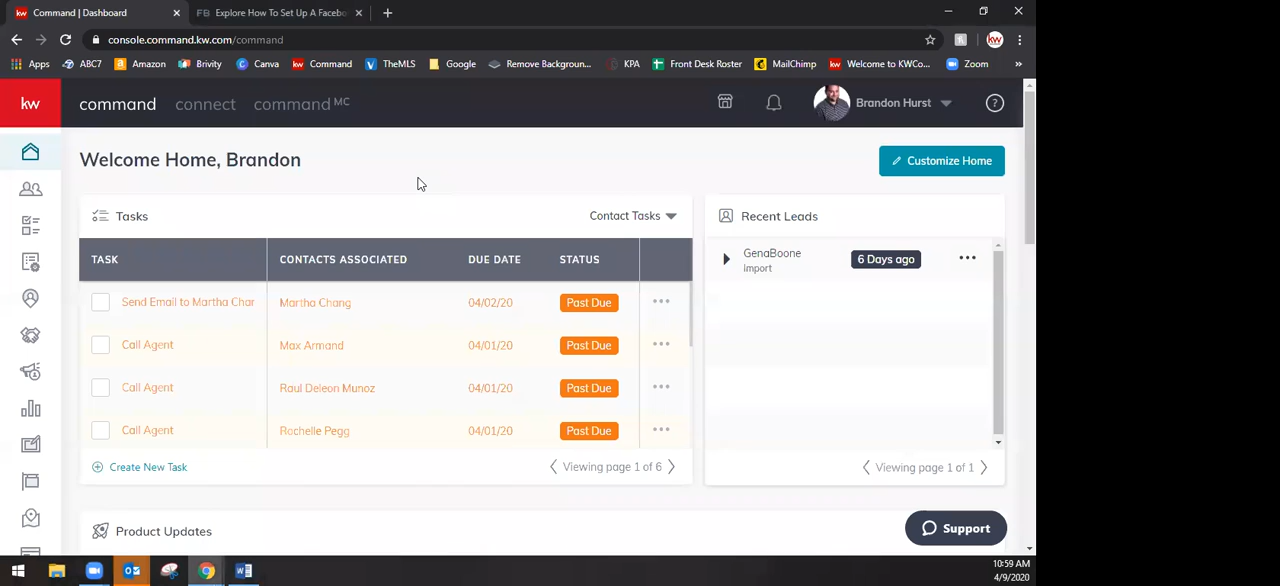 kw Command | Dashboard
FB Explore How To Set Up A Facebo
console.command.kw.com/command
kw
Apps ABC7 Amazon Brivity Canva Command TheMLS Google Remove Backgroun... KPA Front Desk Roster MailChimp Welcome to KWCo... Zoom »
kw command connect command MC Brandon Hurst ?
Welcome Home, Brandon
Customize Home
Tasks Contact Tasks
TASK CONTACTS ASSOCIATED DUE DATE STATUS
Send Email to Martha Char Martha Chang 04/02/20 Past Due
Call Agent Max Armand 04/01/20 Past Due
Call Agent Raul Deleon Munoz 04/01/20 Past Due
Call Agent Rochelle Pegg 04/01/20 Past Due
Create New Task Viewing page 1 of 6
Recent Leads
GenaBoone 6 Days ago
import
Viewing page 1 of 1
Product Updates
Support
10:59 AM
4/9/2020